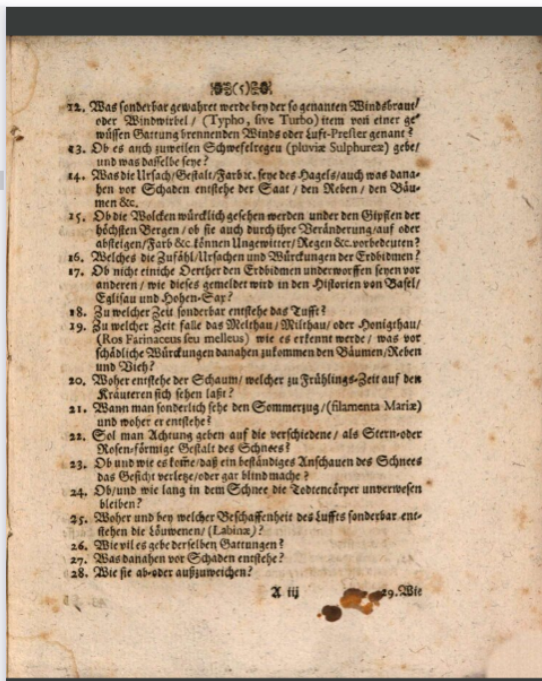 (5)
12. Was sonderbar gewahret werde bey der so genanten Windsbraut/
oder Windwirbel / (Typho, sive Turbo) item von einer ge⸗
wüssen Gattung brennenden Winds oder Luft-Prester genant?
13. Ob es auch zuweilen Schwefelregen (pluviæ Sulphureæ) gebe/
und was dasselbe seye?
14. Was die Ursach/Gestalt/Farb ic. seye des Hagels/auch was dana⸗
hen vor Schaden entstehe der Saat / den Reben / den Bäu⸗
men &c.
15. Ob die Wolcken würcklich gesehen werden under den Gipflen der
höchsten Bergen / ob sie auch durch ihre Veränderung/auf oder
absteigen/Farb &c. können Ungewitter/Regen &c. vorbedeuten?
16. Welches die Zufähl/Ursachen und Würckungen der Erdbidmen?
17. Ob nicht einiche Oerther den Erdbidmen underworffen seyen vor
anderen / wie dieses gemeldet wird in den Historien von Basel/
Eglisau und Hohen-Sax?
18. Zu welcher Zeit sonderbar entstehe das Tufft?
19. Zu welcher Zeit falle das Melthau/Milthau/oder Honigthau/
(Ros Farinaceus seu melleus) wie es erkennt werde / was vor
schädliche Würckungen danahen zukommen den Bäumen/Reben
und Vieh?
20. Woher entstehe der Schaum/ welcher zu Frühlings-Zeit auf den
Kräuteren sich sehen laßt?
21. Wann man sonderlich sehe den Sommerzug/(filamenta Mariæ)
und woher er entstehe?
22. Sol man Achtung geben auf die verschiedene/ als Stern-oder
Rosen-förmige Gestalt des Schnees?
23. Ob und wie es kom̃e/daß ein beständiges Anschauen des Schnees
das Gesicht verleze/oder gar blind mache?
24. Ob/und wie lang in dem Schnee die Todtencörper unverwesen
bleiben?
25. Woher und bey welcher Beschaffenheit des Luffts sonderbar ent⸗
stehen die Löuwenen/ (Labinæ)?
26. Wie vil es gebe derselben Gattungen?
27. Was danahen vor Schaden entstehe?
28. Wie sie ab-oder außzuweichen?
A iij
29. Wie